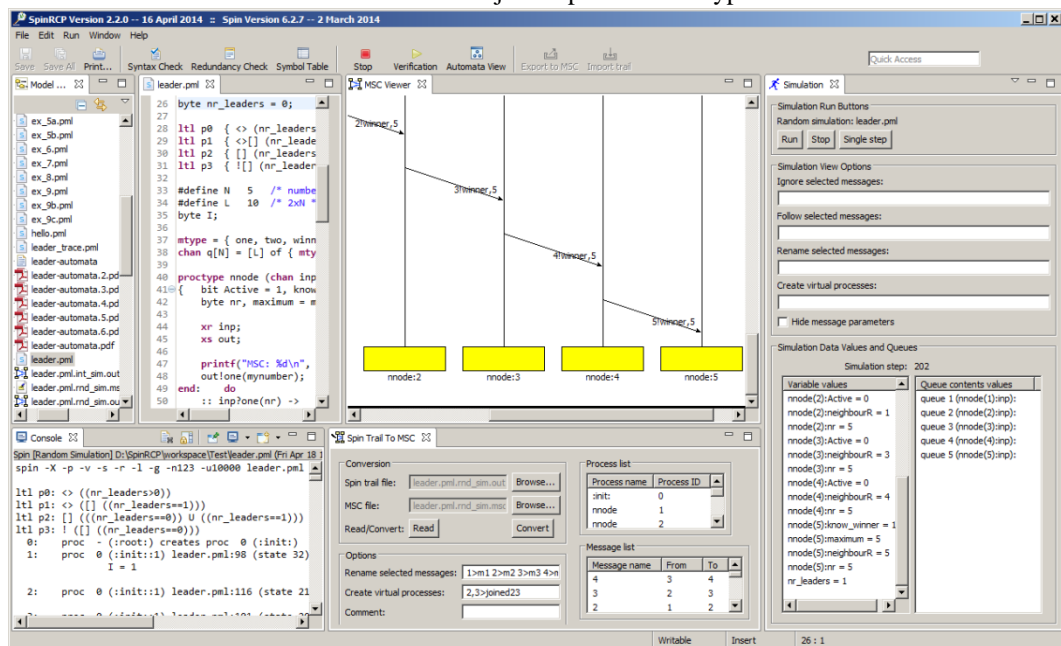 SpinRCP Version 2.2.0 -- 16 April 2014 :: Spin Version 6.2.7 -- 2 March 2014
File Edit Run Window Help
Save Save All Print... Syntax Check Redundancy Check Symbol Table Stop Verification Automata View Export to MSC Import trail
Quick Access
Model ...
ex_5a.pml
ex_5b.pml
ex_6.pml
ex_7.pml
ex_8.pml
ex_9.pml
ex_9b.pml
ex_9c.pml
hello.pml
leader_trace.pml
leader-automata
leader-automata.2.pd
leader-automata.3.pd
leader-automata.4.pd
leader-automata.5.pd
leader-automata.6.pd
leader-automata.pdf
leader.pml
leader.pml.int_sim.out
leader.pml.rnd_sim.ms
leader.pml.rnd_sim.ou
leader.pml
26 byte nr_leaders = 0;
27
28 ltl p0 { <> (nr_leaders
29 ltl p1 { <>[] (nr_leade
30 ltl p2 { [] (nr_leaders
31 ltl p3 { ![] (nr_leader
32
33 #define N 5 /* numbe
34 #define L 10 /* 2xN *
35 byte I;
36
37 mtype = { one, two, winn
38 chan q[N] = [L] of { mty
39
40 proctype nnode (chan inp
41 { bit Active = 1, know
42 byte nr, maximum = m
43
44 xr inp;
45 xs out;
46
47 printf("MSC: %d\n",
48 out!one(mynumber);
49 end: do
50 :: inp?one(nr) ->
MSC Viewer
2!winner,5
3!winner,5
4!winner,5
5!winner,5
nnode:2 nnode:3 nnode:4 nnode:5
Simulation
Simulation Run Buttons
Random simulation: leader.pml
Run Stop Single step
Simulation View Options
Ignore selected messages:
Follow selected messages:
Rename selected messages:
Create virtual processes:
Hide message parameters
Simulation Data Values and Queues
Simulation step: 202
Variable values
nnode(2):Active = 0
nnode(2):neighbourR = 1
nnode(2):nr = 5
nnode(3):Active = 0
nnode(3):neighbourR = 3
nnode(3):nr = 5
nnode(4):Active = 0
nnode(4):neighbourR = 4
nnode(4):nr = 5
nnode(5):know_winner = 1
nnode(5):maximum = 5
nnode(5):neighbourR = 5
nnode(5):nr = 5
nr_leaders = 1
Queue contents values
queue 1 (nnode(1):inp):
queue 2 (nnode(2):inp):
queue 3 (nnode(3):inp):
queue 4 (nnode(4):inp):
queue 5 (nnode(5):inp):
Console
Spin [Random Simulation] D:\SpinRCP\workspace\Test\leader.pml (Fri Apr 18 1
spin -X -p -v -s -r -l -g -n123 -u10000 leader.pml
ltl p0: <> ((nr_leaders>0))
ltl p1: <> ([] ((nr_leaders==1)))
ltl p2: [] (((nr_leaders==0)) U ((nr_leaders==1)))
ltl p3: ! ([] ((nr_leaders==0)))
0: proc - (:root:) creates proc 0 (:init:)
1: proc 0 (:init::1) leader.pml:98 (state 32)
I = 1
2: proc 0 (:init::1) leader.pml:116 (state 21
Spin Trail To MSC
Conversion
Spin trail file: leader.pml.rnd_sim.out Browse...
MSC file: leader.pml.rnd_sim.msc Browse...
Read/Convert: Read Convert
Options
Rename selected messages: 1>m1 2>m2 3>m3 4>m
Create virtual processes: 2,3>joined23
Comment:
Process list
Process name Process ID
:init: 0
nnode 1
nnode 2
Message list
Message name From To
4 3 4
3 2 3
2 1 2
Writable Insert 26 : 1